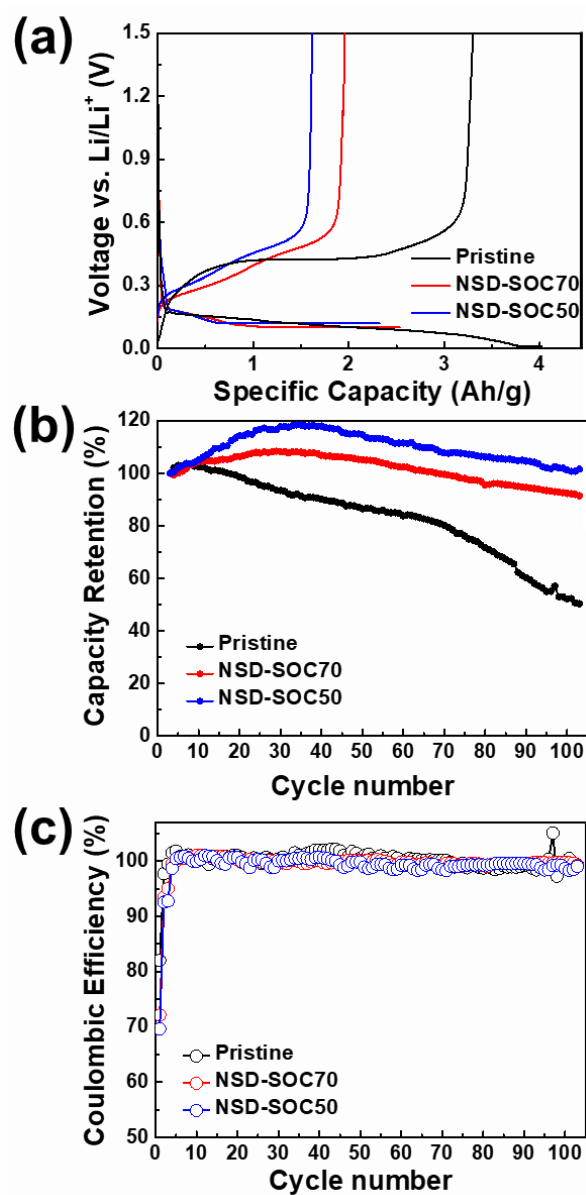 (a)
Voltage vs. Li/Li+ (V)
1.5
1.2
0.9
0.6
0.3
0.0
Pristine
NSD-SOC70
NSD-SOC50
0 1 2 3 4
Specific Capacity (Ah/g)
(b)
Capacity Retention (%)
120
100
80
60
40
20
0
Pristine
NSD-SOC70
NSD-SOC50
0 10 20 30 40 50 60 70 80 90 100
Cycle number
(c)
Coulombic Efficiency (%)
100
90
80
70
60
50
Pristine
NSD-SOC70
NSD-SOC50
0 10 20 30 40 50 60 70 80 90 100
Cycle number